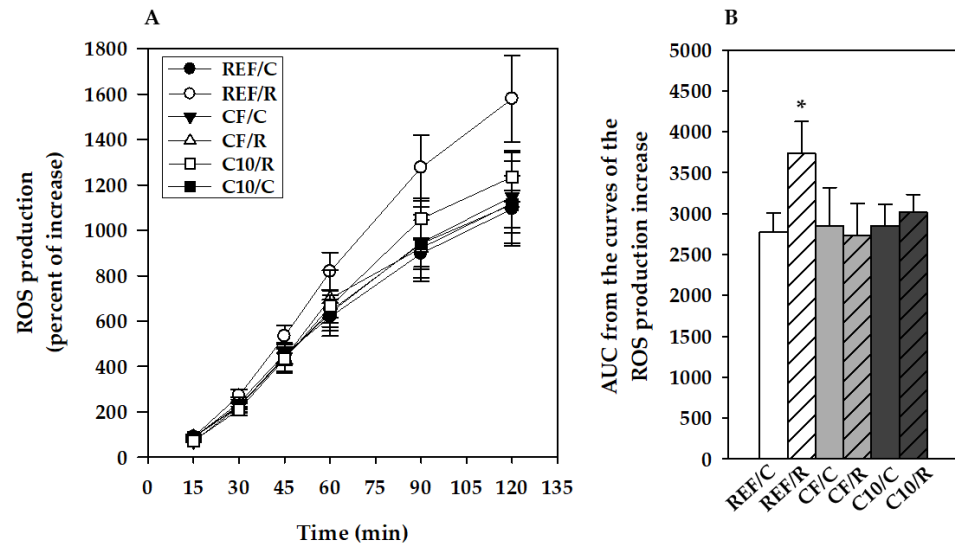 A
ROS production
(percent of increase)
1800
1600
1400
1200
1000
800
600
400
200
0
REF/C
REF/R
CF/C
CF/R
C10/R
C10/C
0 15 30 45 60 75 90 105 120 135
Time (min)
B
AUC from the curves of the
ROS production increase
5000
4500
4000
3500
3000
2500
2000
1500
1000
500
0
*
REF/C
REF/R
CF/C
CF/R
C10/C
C10/R